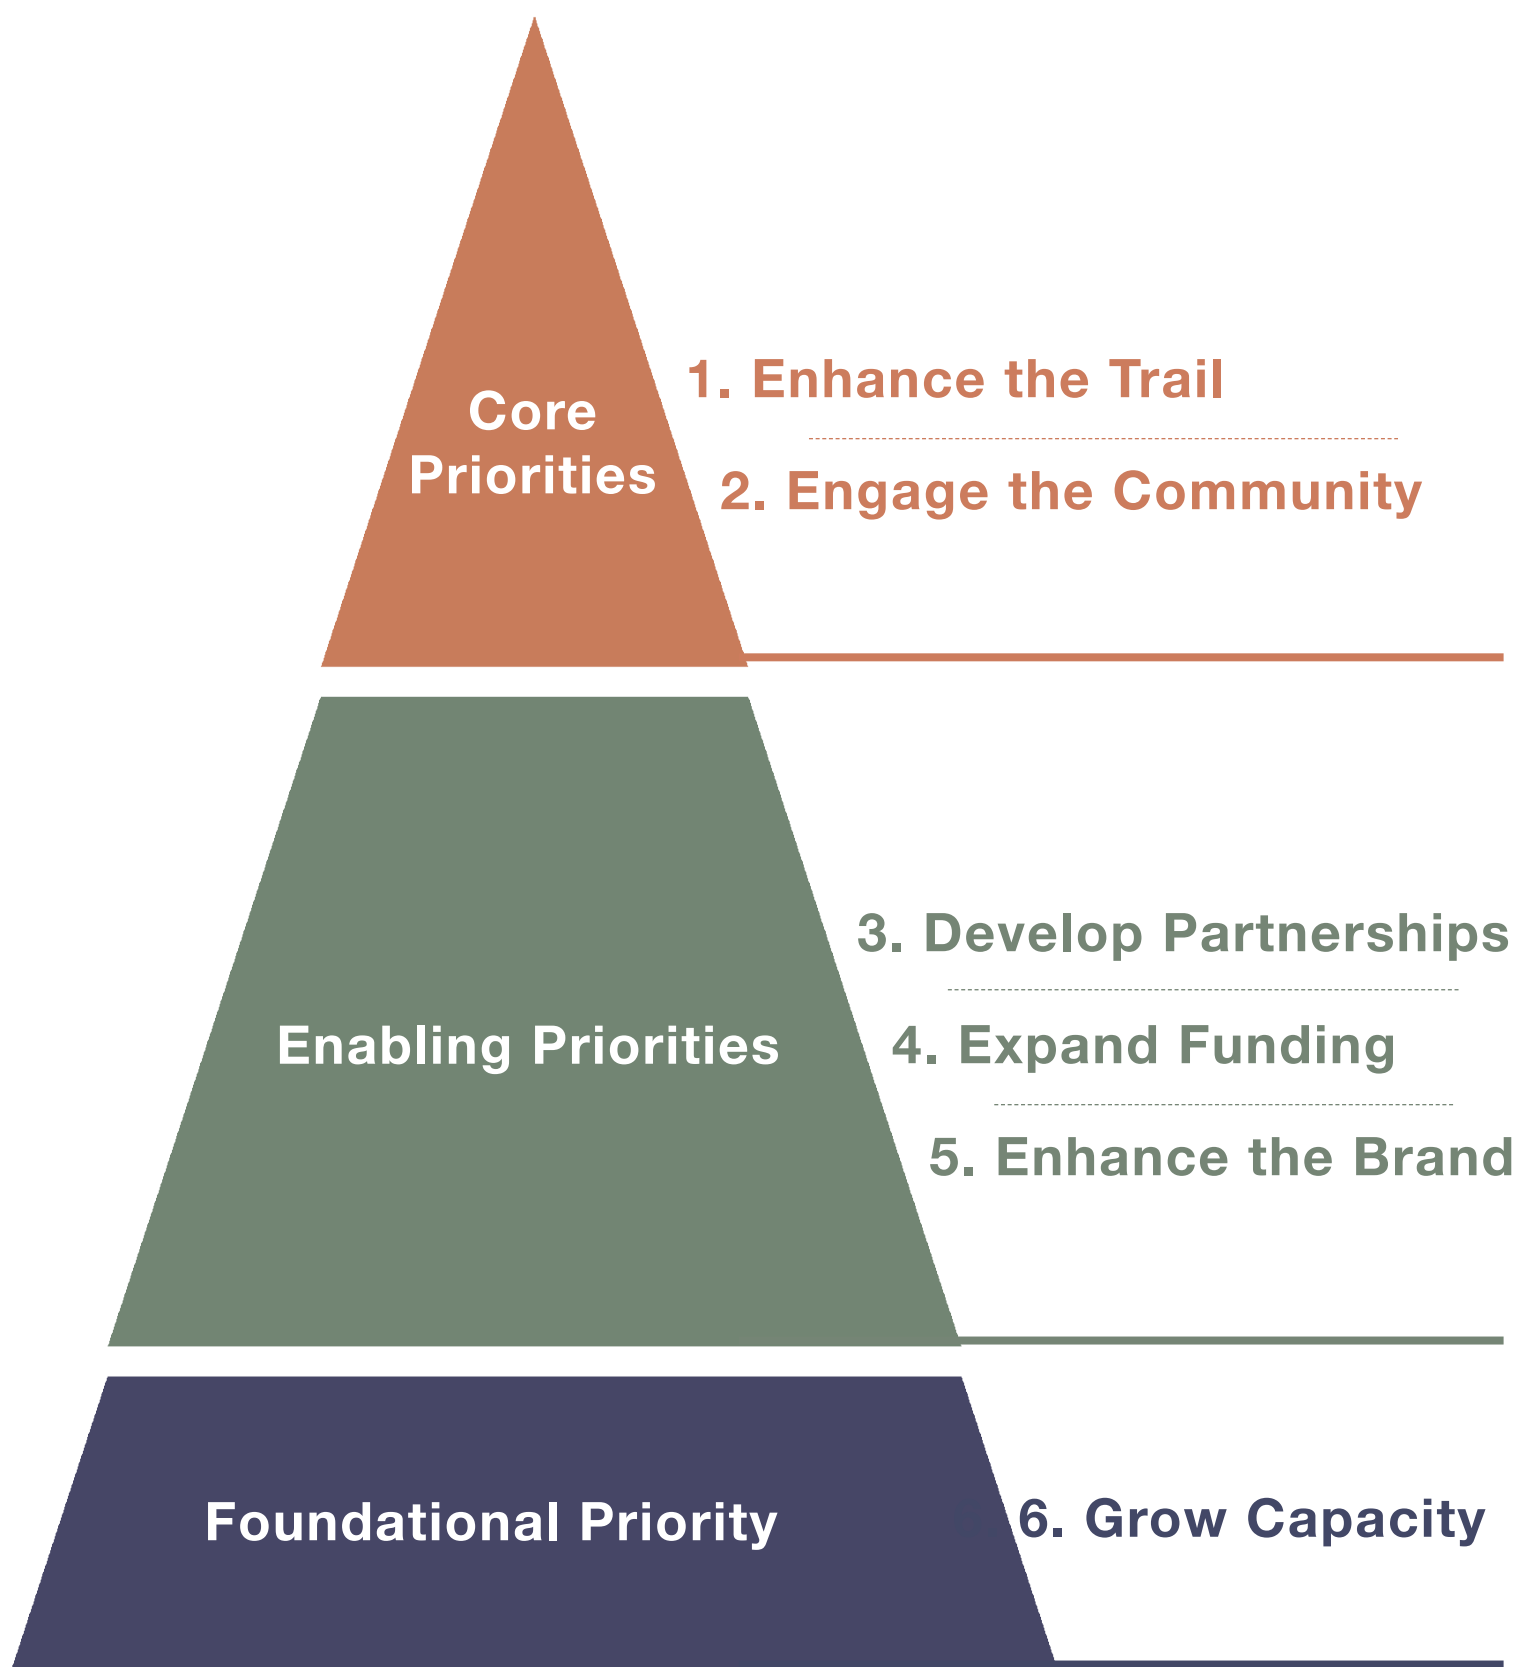 Core
Priorities
1. Enhance the Trail
2. Engage the Community
Enabling Priorities
3. Develop Partnerships
4. Expand Funding
5. Enhance the Brand
Foundational Priority
6. Grow Capacity